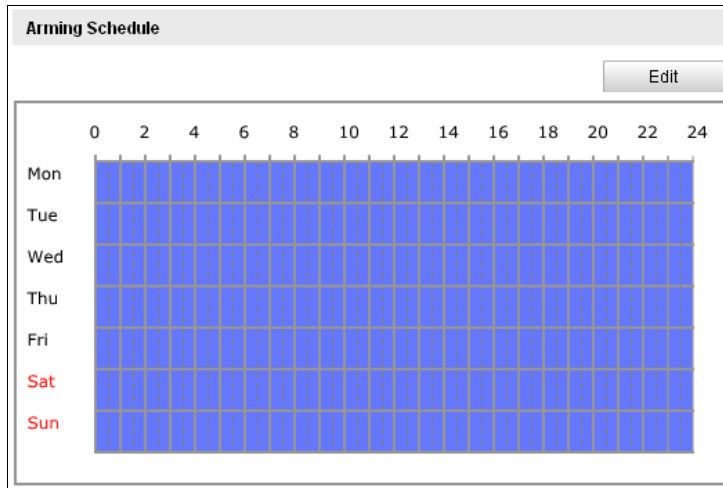 Arming Schedule
Edit
0 2 4 6 8 10 12 14 16 18 20 22 24
Mon
Tue
Wed
Thu
Fri
Sat
Sun